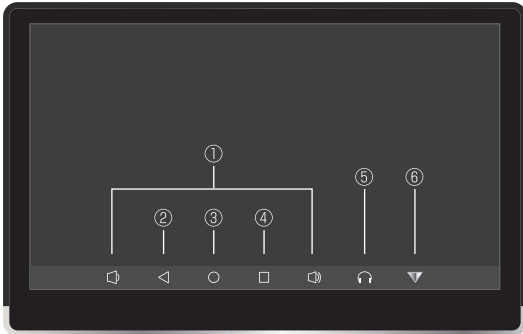 ①
② ③ ④ ⑤ ⑥